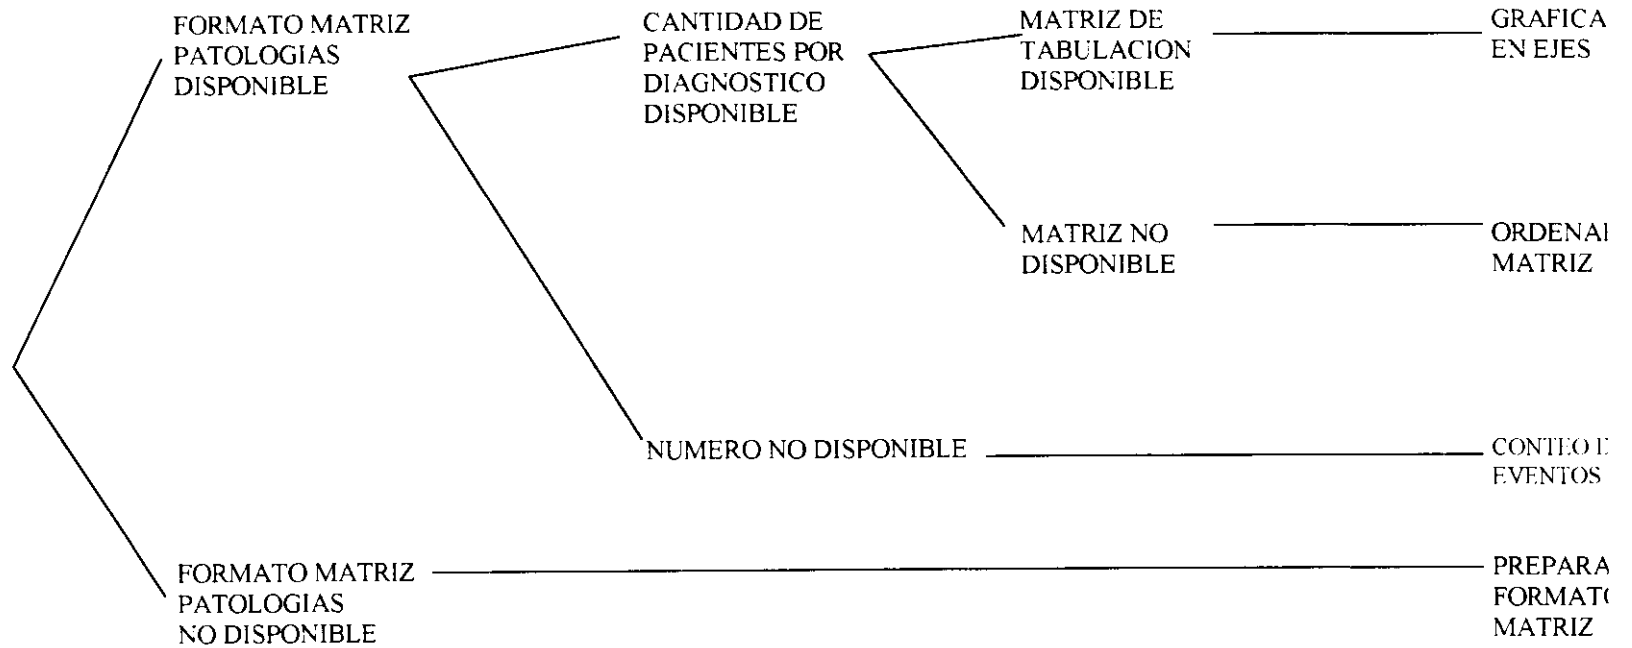 FORMATO MATRIZ
PATOLOGIAS
DISPONIBLE
CANTIDAD DE
PACIENTES POR
DIAGNOSTICO
DISPONIBLE
MATRIZ DE
TABULACION
DISPONIBLE
GRAFICA
EN EJES
MATRIZ NO
DISPONIBLE
ORDENA
MATRIZ
NUMERO NO DISPONIBLE
CONTEO
EVENTOS
FORMATO MATRIZ
PATOLOGIAS
NO DISPONIBLE
PREPARA
FORMAT
MATRIZ